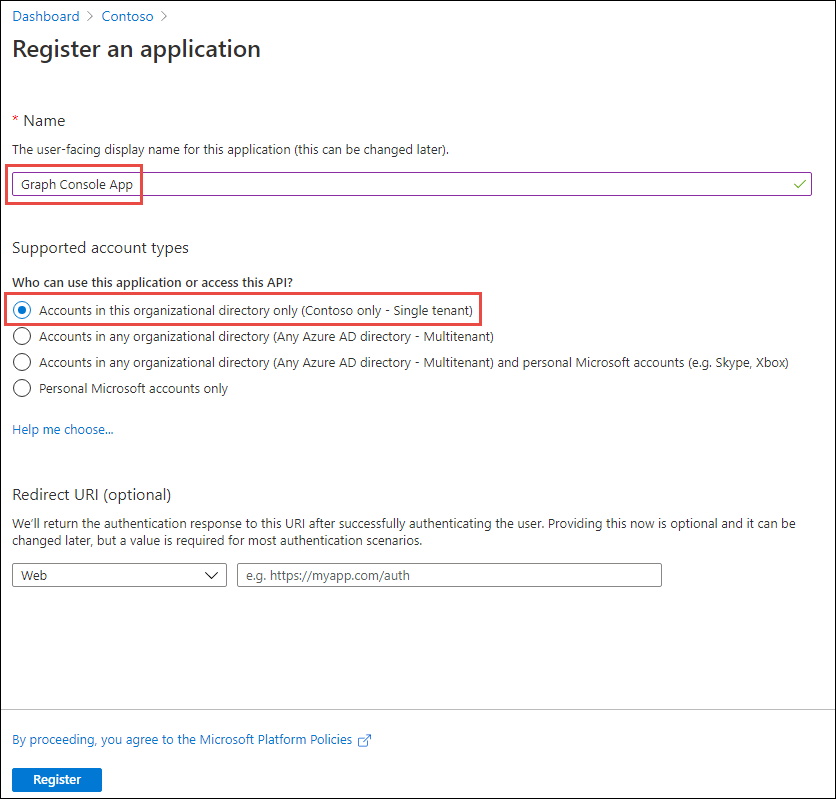 Dashboard > Contoso >
Register an application
* Name
The user-facing display name for this application (this can be changed later).
Graph Console App
Supported account types
Who can use this application or access this API?
Accounts in this organizational directory only (Contoso only - Single tenant)
Accounts in any organizational directory (Any Azure AD directory - Multitenant)
Accounts in any organizational directory (Any Azure AD directory - Multitenant) and personal Microsoft accounts (e.g. Skype, Xbox)
Personal Microsoft accounts only
Help me choose...
Redirect URI (optional)
We'll return the authentication response to this URI after successfully authenticating the user. Providing this now is optional and it can be
changed later, but a value is required for most authentication scenarios.
Web e.g. https://myapp.com/auth
By proceeding, you agree to the Microsoft Platform Policies
Register